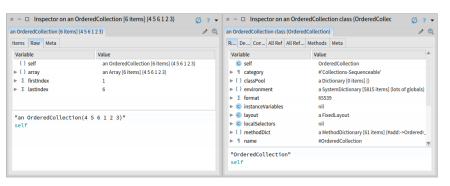 Inspector on an OrderedCollection [6 items] (4 5 6 1 2 3)
an OrderedCollection [6 items] (4 5 6 1 2 3)
Items Raw Meta
Variable Value
self an OrderedCollection [6 items] (4 5 6 1 2 3)
array an Array [6 items] (4 5 6 1 2 3)
firstIndex 1
lastIndex 6
"an OrderedCollection(4 5 6 1 2 3)"
self
Inspector on an OrderedCollection class (OrderedCollection)
an OrderedCollection class (OrderedCollection)
R... De... Con... All Ref... All Ref... Methods Meta
Variable Value
self OrderedCollection
category #'Collections-Sequenceable'
classPool a Dictionary [0 items] ()
environment a SystemDictionary [5815 items] (lots of globals)
format 65539
instanceVariables nil
layout a FixedLayout
localSelectors nil
methodDict a MethodDictionary [61 items]
name #OrderedCollection
"OrderedCollection"
self